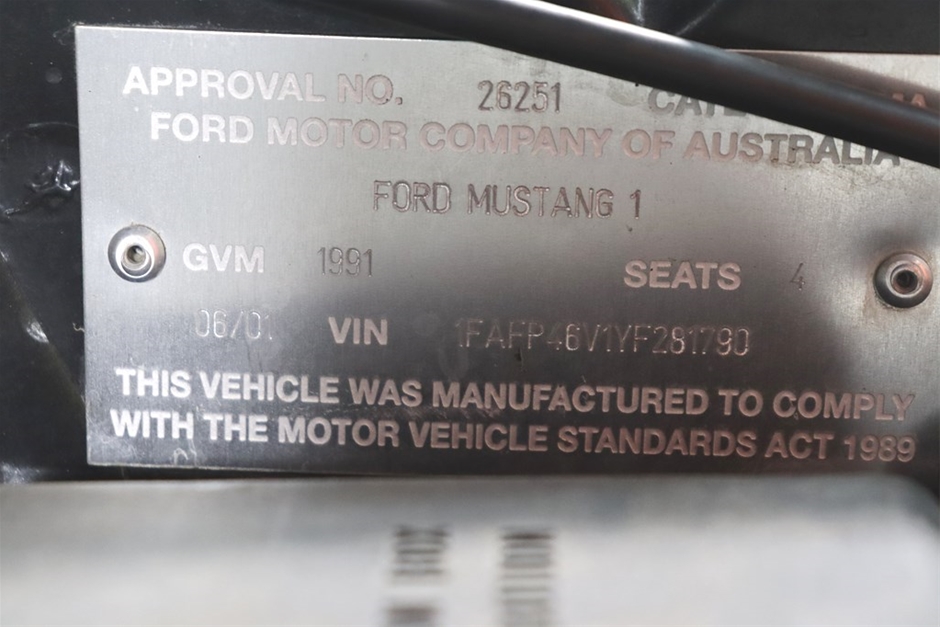 APPROVAL NO. 26251
FORD MOTOR COMPANY OF AUSTRALIA
FORD MUSTANG 1
GVM 1991 SEATS 4
06/01 VIN 1FAFP46V1YF281790
THIS VEHICLE WAS MANUFACTURED TO COMPLY
WITH THE MOTOR VEHICLE STANDARDS ACT 1989